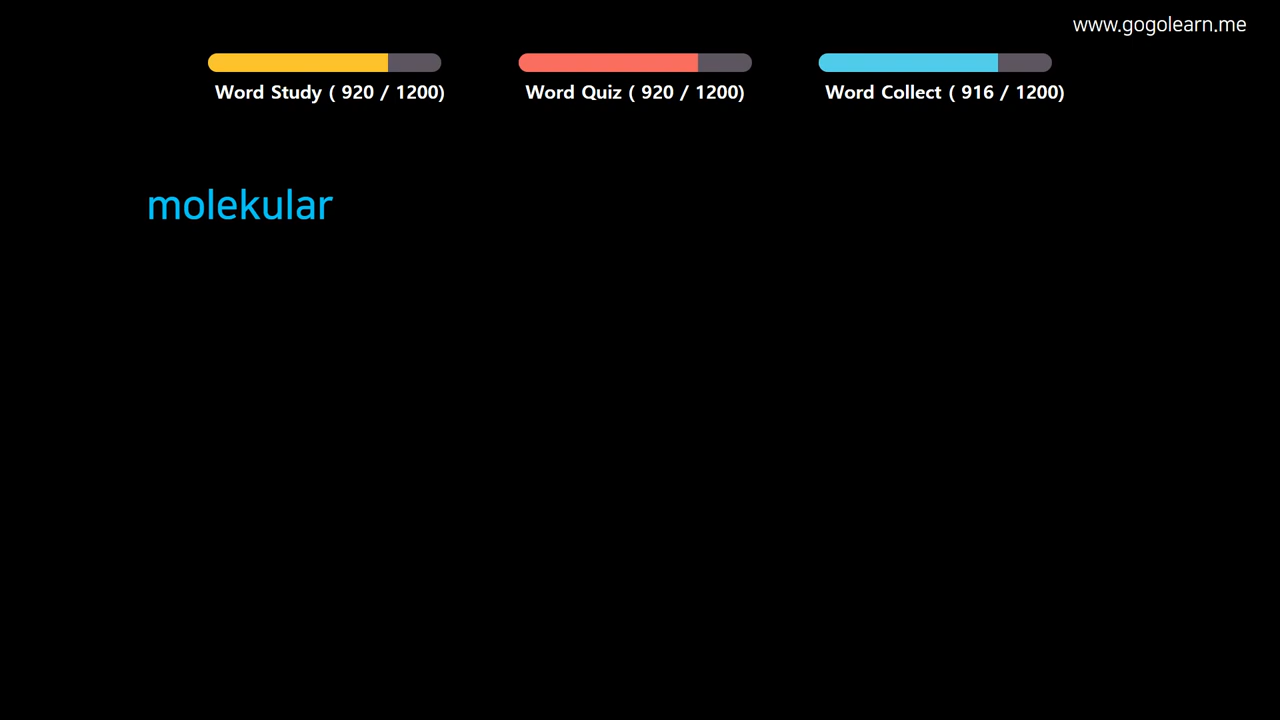 www.gogolearn.me
Word Study ( 920 / 1200)
Word Quiz ( 920 / 1200)
Word Collect ( 916 / 1200)
molekular